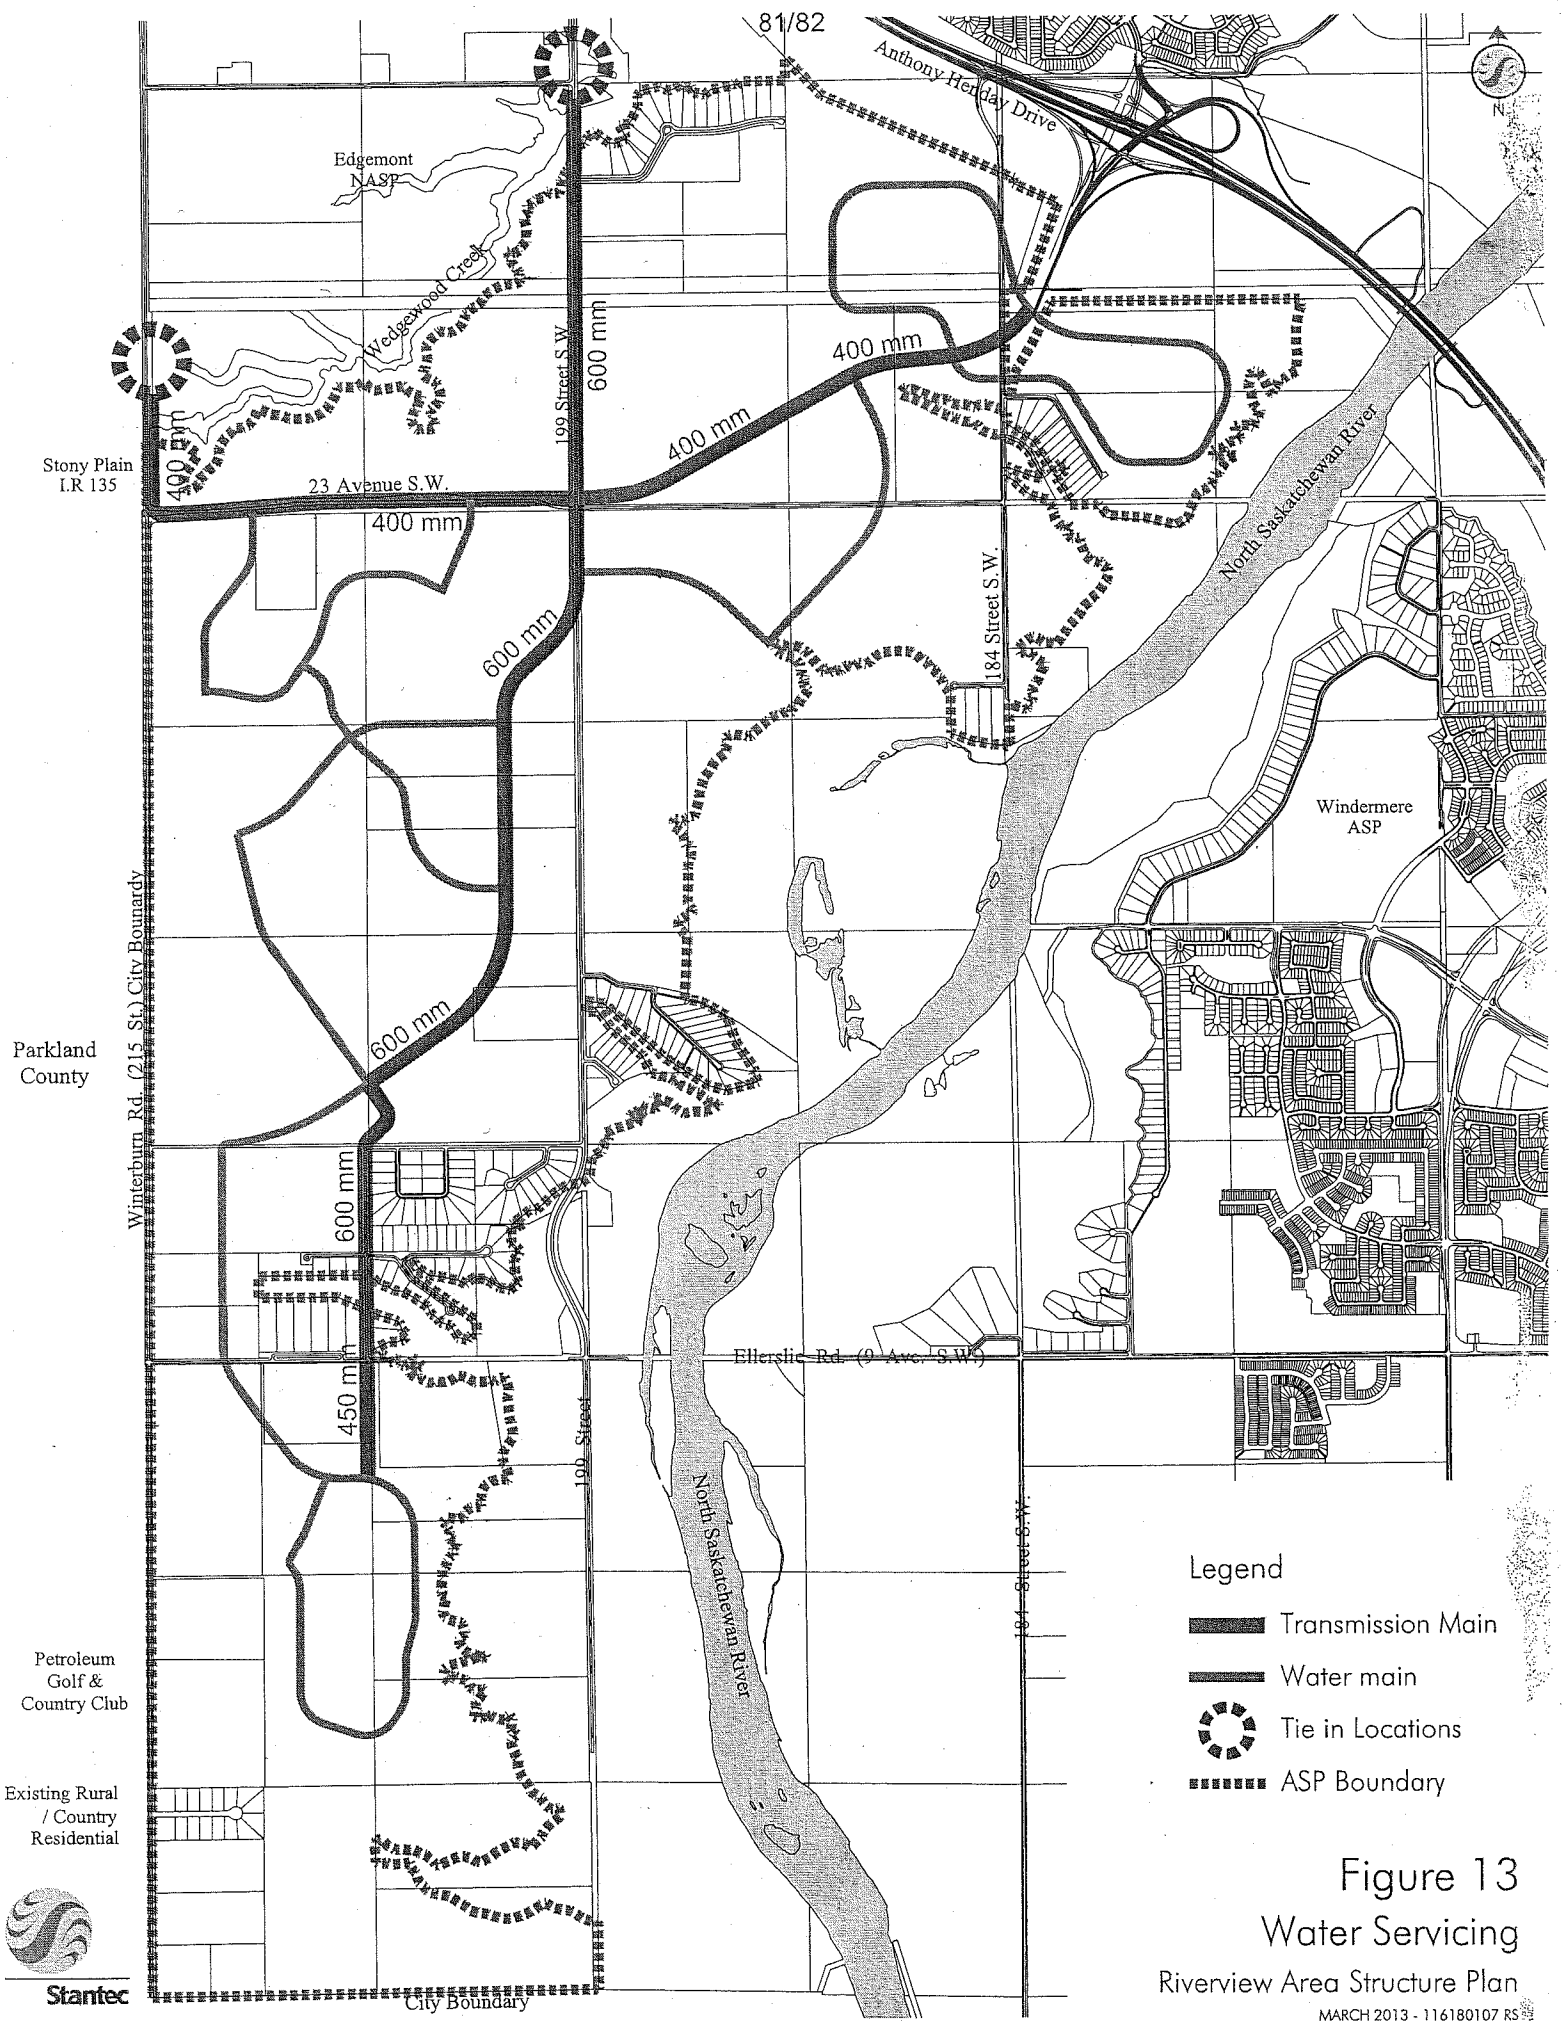 81/82
Anthony Henday Drive
N
Edgemont
NASP
Wedgewood Creek
199 Street S.W.
600 mm
400 mm
400 mm
400 mm
Stony Plain
I.R 135
23 Avenue S.W.
400 mm
North Saskatchewan River
184 Street S.W.
600 mm
Windermere
ASP
Winterburn Rd. (215 St.) City Bounardy
600 mm
Parkland
County
600 mm
Ellerslie Rd. (9 Ave. S.W.)
450 m
199 Street
North Saskatchewan River
184 Street S.W.
Legend
Transmission Main
Water main
Tie in Locations
ASP Boundary
Petroleum
Golf &
Country Club
Existing Rural
/ Country
Residential
Figure 13
Water Servicing
Riverview Area Structure Plan
MARCH 2013 - 116180107 RS
Stantec
City Boundary